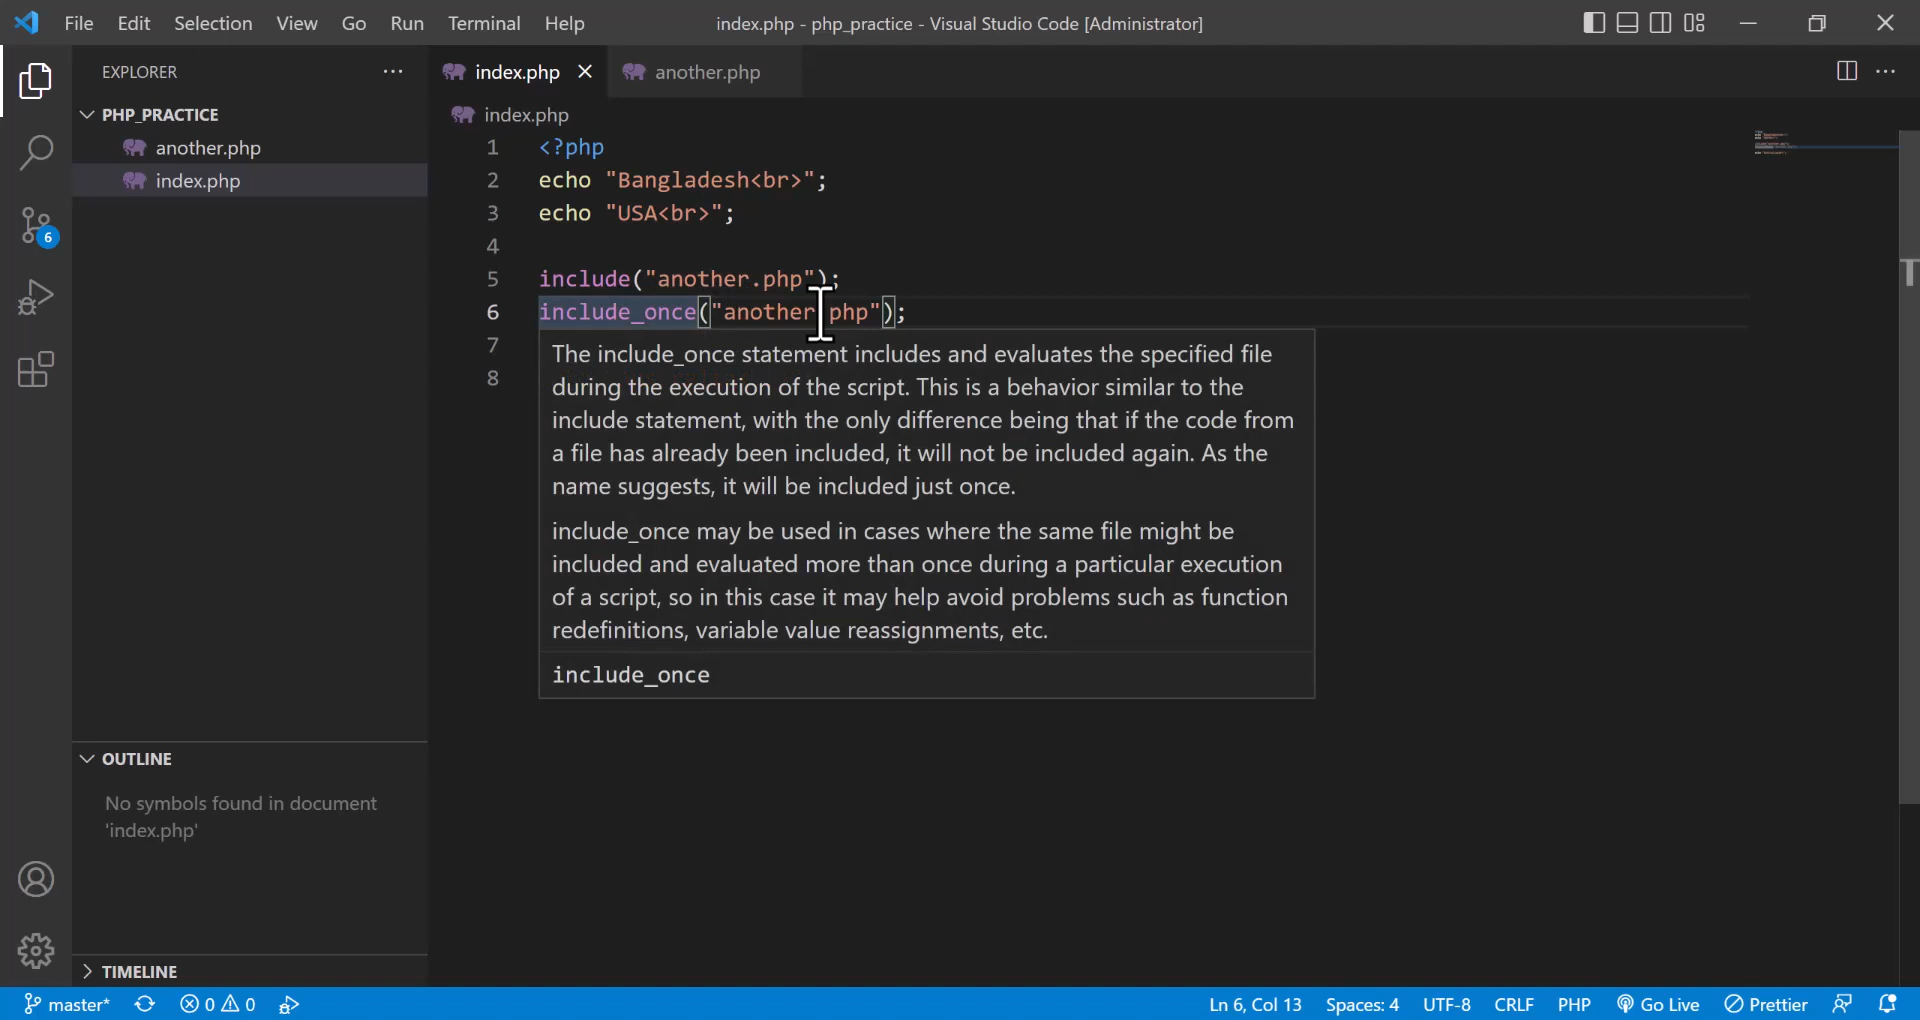 File Edit Selection View Go Run Terminal Help
index.php - php_practice - Visual Studio Code [Administrator]
EXPLORER
PHP_PRACTICE
another.php
index.php
6
OUTLINE
No symbols found in document
'index.php'
TIMELINE
index.php
another.php
index.php
1 <?php
2 echo "Bangladesh<br>";
3 echo "USA<br>";
4
5 include("another.php");
6 include_once("another.php");
7
8
The include_once statement includes and evaluates the specified file
during the execution of the script. This is a behavior similar to the
include statement, with the only difference being that if the code from
a file has already been included, it will not be included again. As the
name suggests, it will be included just once.
include_once may be used in cases where the same file might be
included and evaluated more than once during a particular execution
of a script, so in this case it may help avoid problems such as function
redefinitions, variable value reassignments, etc.
include_once
master* 0 0 Ln 6, Col 13 Spaces: 4 UTF-8 CRLF PHP Go Live Prettier